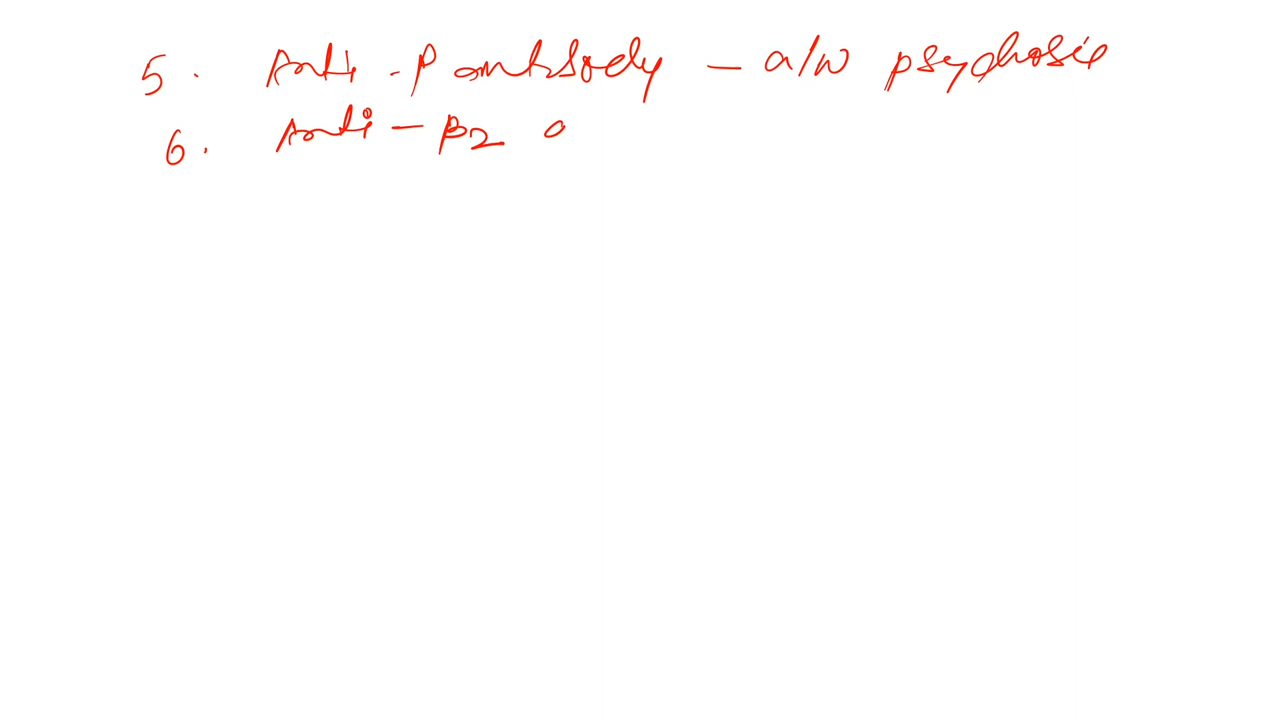 5. Anti-P antibody - a/w psychosis
6. Anti-β2